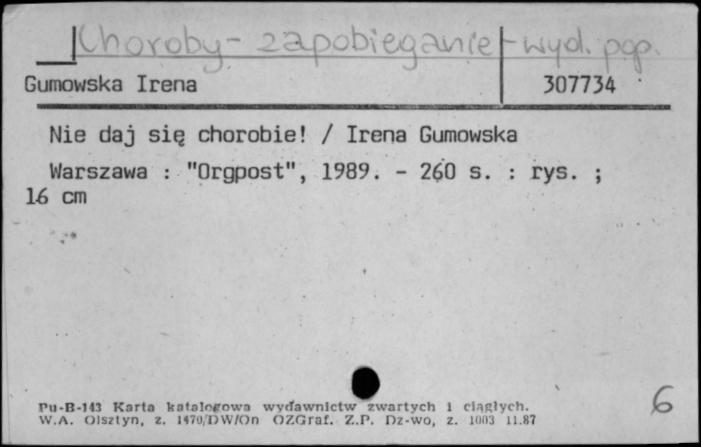 Choroby - zapobieganie - wyd. pop.
Gumowska Irena 307734
Nie daj się chorobie! / Irena Gumowska
Warszawa : "Orgpost", 1989. - 260 s. : rys. ;
16 cm
Pu-B-143 Karta katalogowa wydawnictw zwartych i ciągłych.
W.A. Olsztyn, z. 1470/DW/On OZGraf. Z.P. Dz-wo, z. 1003 11.87
6